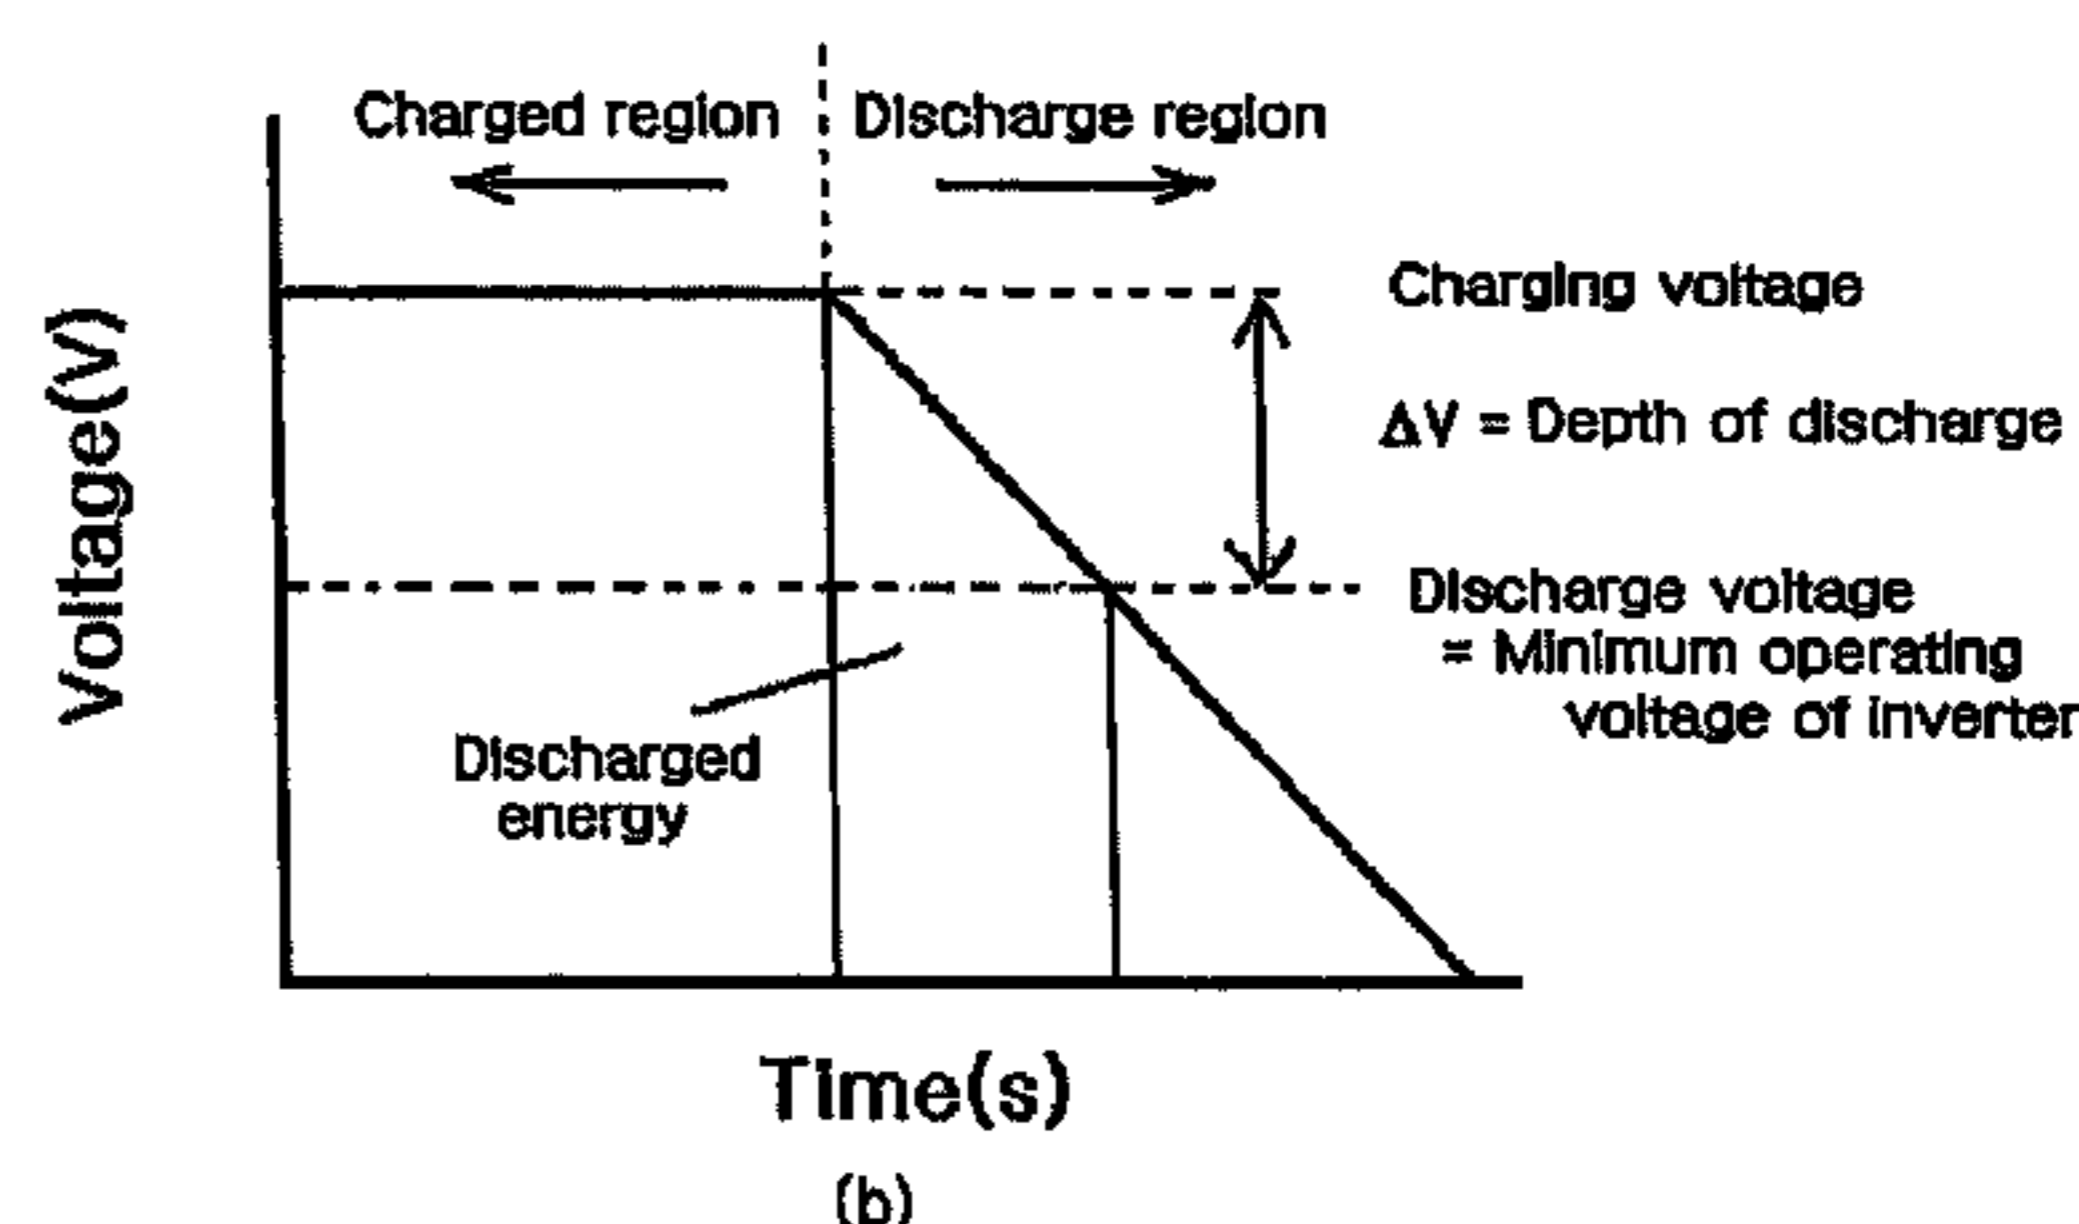 Charged region
Discharge region
Charging voltage
ΔV = Depth of discharge
Discharge voltage
= Minimum operating
voltage of inverter
Discharged
energy
Voltage(V)
Time(s)
(b)